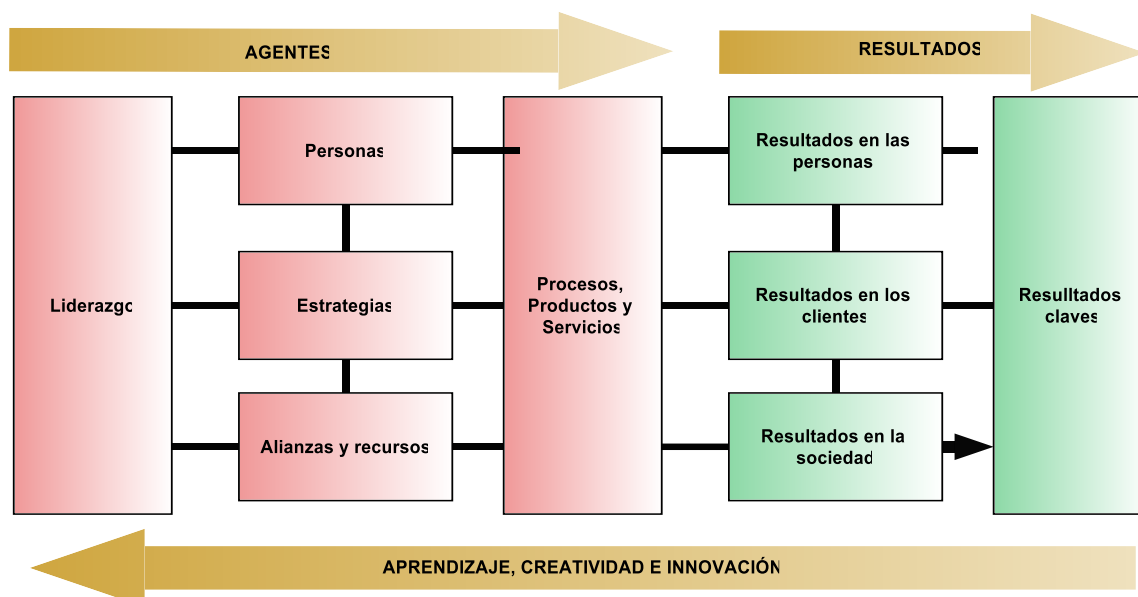 AGENTES
RESULTADOS
Personas
Resultados en las
personas
Liderazgo
Estrategias
Procesos,
Productos y
Servicios
Resultados en los
clientes
Resulltados
claves
Alianzas y recursos
Resultados en la
sociedad
APRENDIZAJE, CREATIVIDAD E INNOVACIÓN